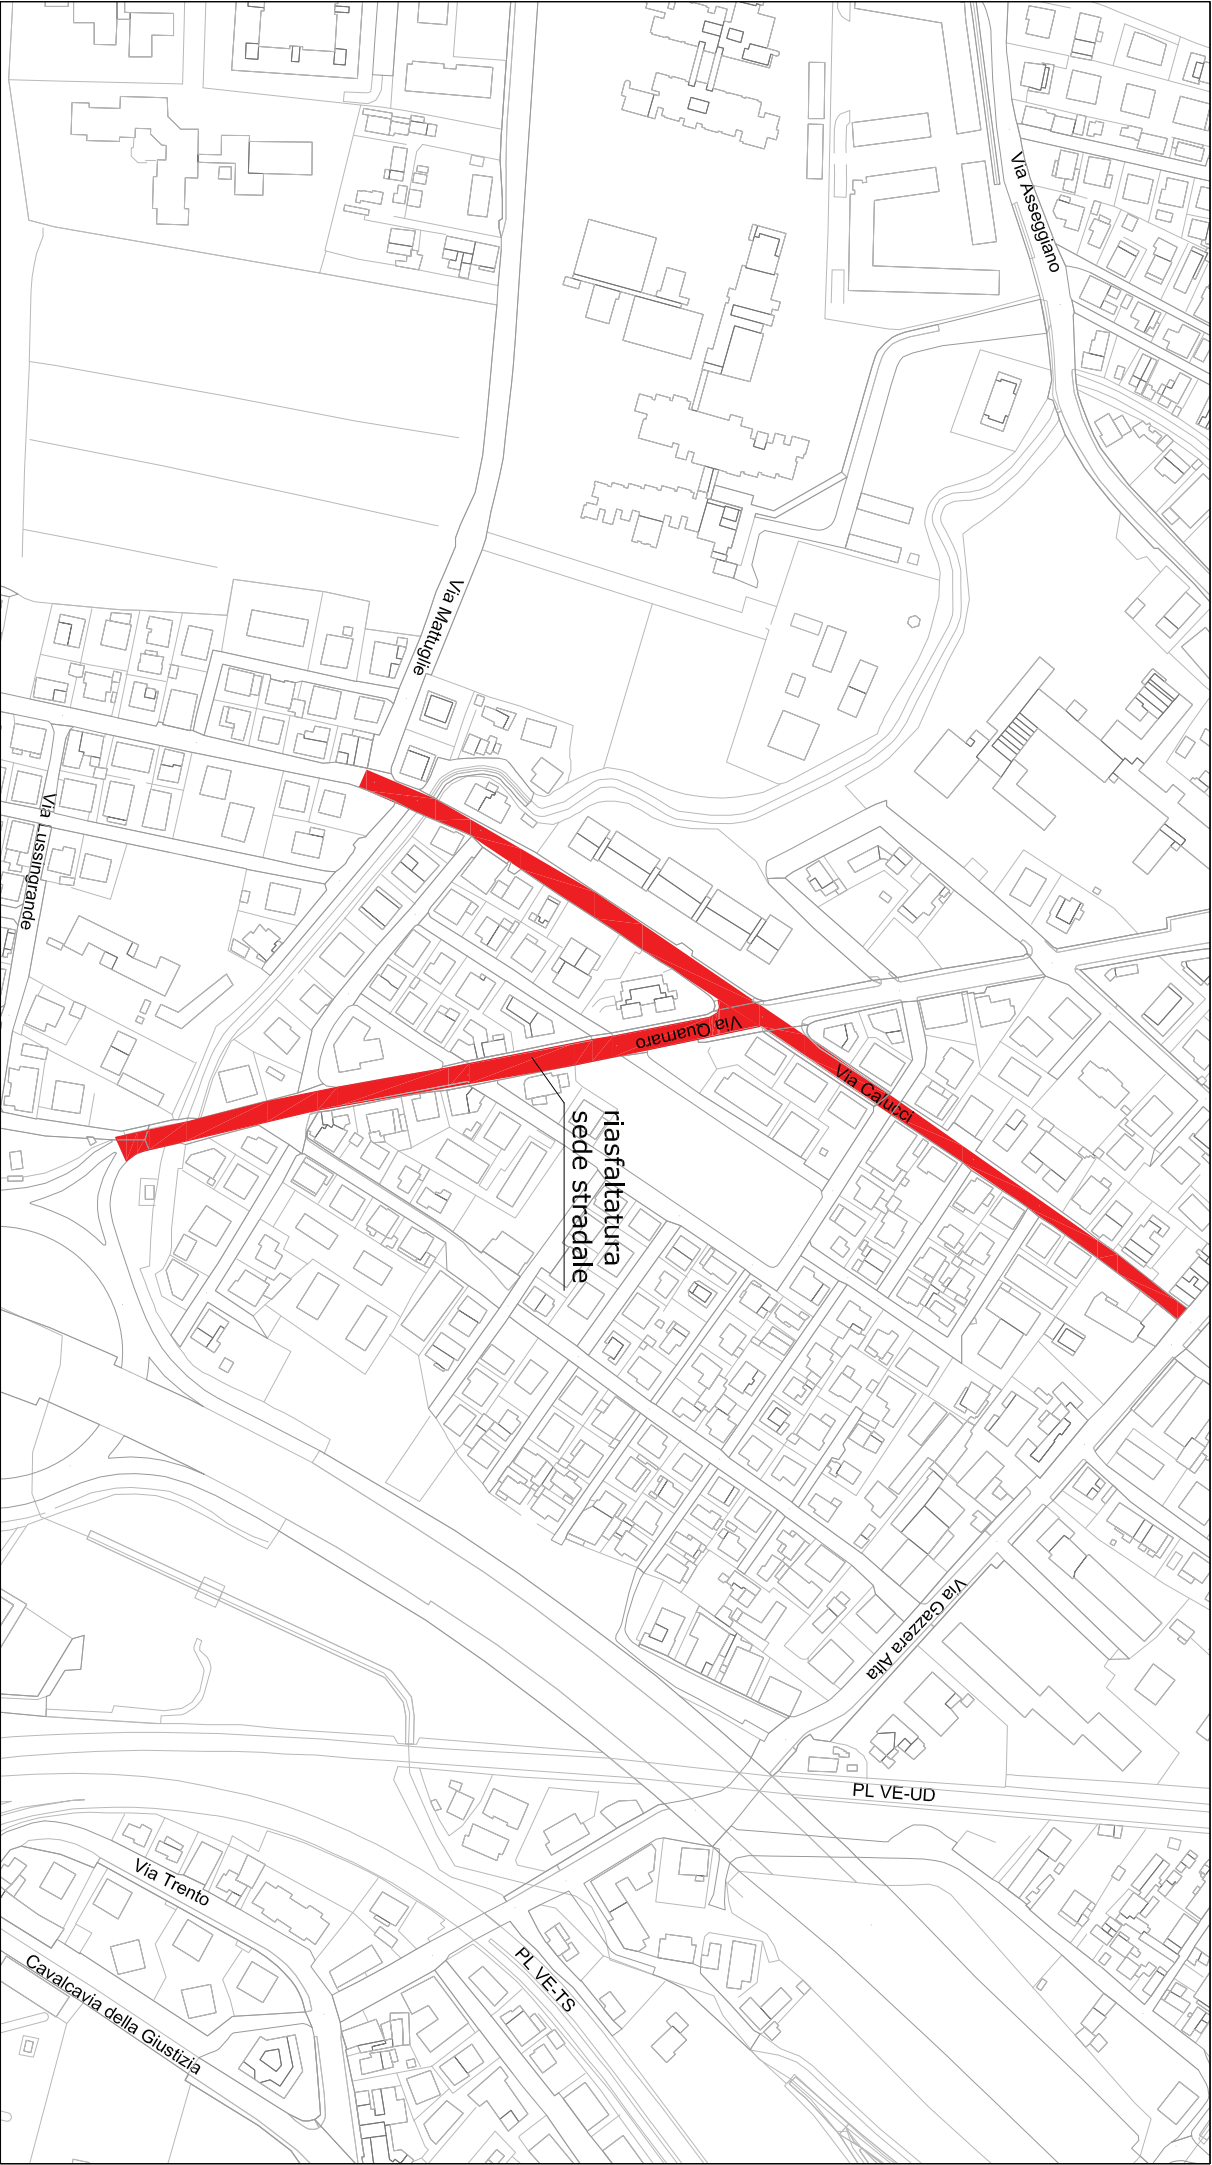 Via Asseggiano
Via Mattuglie
Via Lussingrande
Via Quarnaro
Via Calucci
riasfaltatura
sede stradale
Via Gazzera Alta
PL VE-UD
Via Trento
PL VE-TS
Cavalcavia della Giustizia